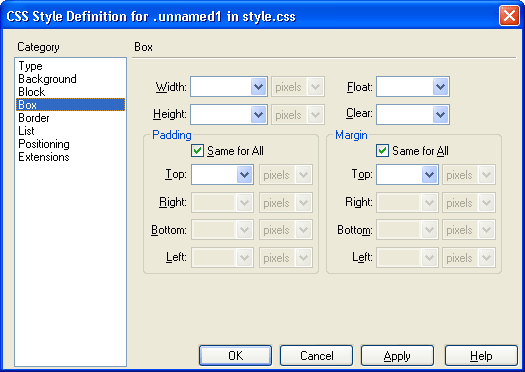 CSS Style Definition for .unnamed1 in style.css
Category
Box
Type
Background
Block
Box
Border
List
Positioning
Extensions
Width: pixels Float:
Height: pixels Clear:
Padding Margin
Same for All Same for All
Top: pixels Top: pixels
Right: pixels Right: pixels
Bottom: pixels Bottom: pixels
Left: pixels Left: pixels
OK Cancel Apply Help